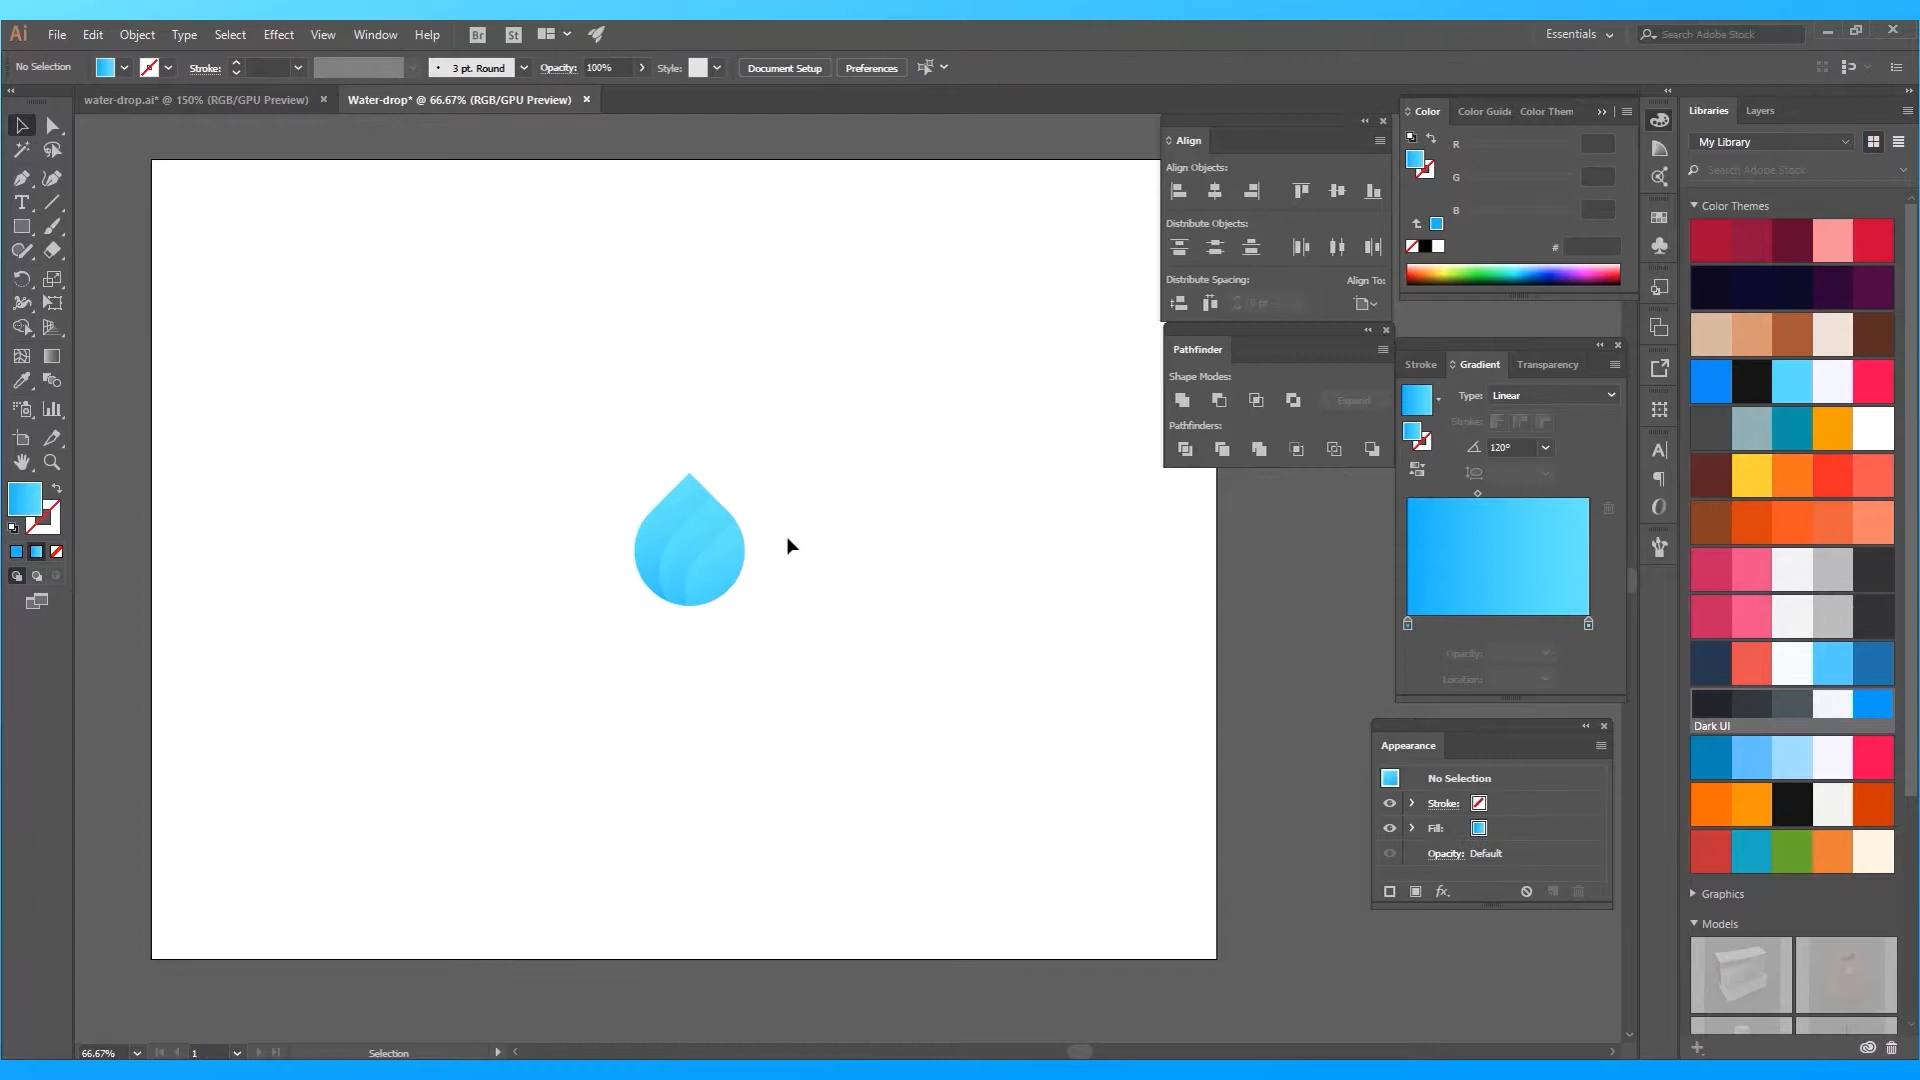 Ai File Edit Object Type Select Effect View Window Help Br St Essentials Search Adobe Stock
No Selection Stroke: 3 pt. Round Opacity: 100% Style: Document Setup Preferences
water-drop.ai* @ 150% (RGB/GPU Preview) × Water-drop* @ 66.67% (RGB/GPU Preview) ×
Align
Align Objects:
Distribute Objects:
Distribute Spacing: Align To:
Pathfinder
Shape Modes:
Expand
Pathfinders:
Color Color Guide Color Them
R
G
B
#
Stroke Gradient Transparency
Type: Linear
Stroke:
120°
Opacity:
Location:
Appearance
No Selection
Stroke:
Fill:
Opacity: Default
fx.
Libraries Layers
My Library
Search Adobe Stock
Color Themes
Dark UI
Graphics
Models
66.67% 1 Selection